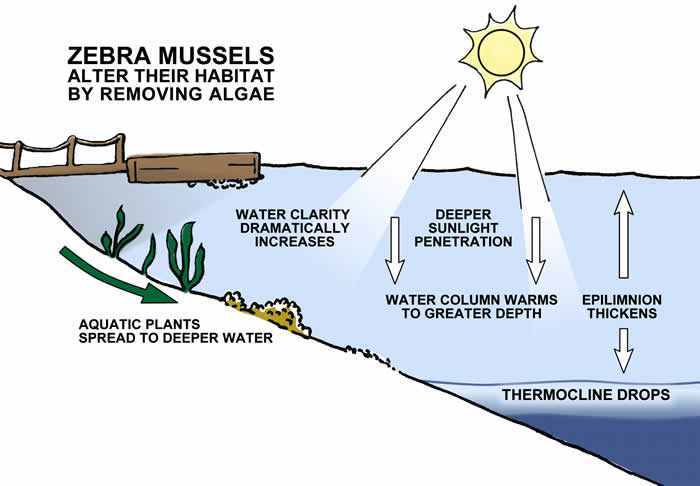 ZEBRA MUSSELS
ALTER THEIR HABITAT
BY REMOVING ALGAE
WATER CLARITY
DRAMATICALLY
INCREASES
DEEPER
SUNLIGHT
PENETRATION
WATER COLUMN WARMS
TO GREATER DEPTH
EPILIMNION
THICKENS
AQUATIC PLANTS
SPREAD TO DEEPER WATER
THERMOCLINE DROPS